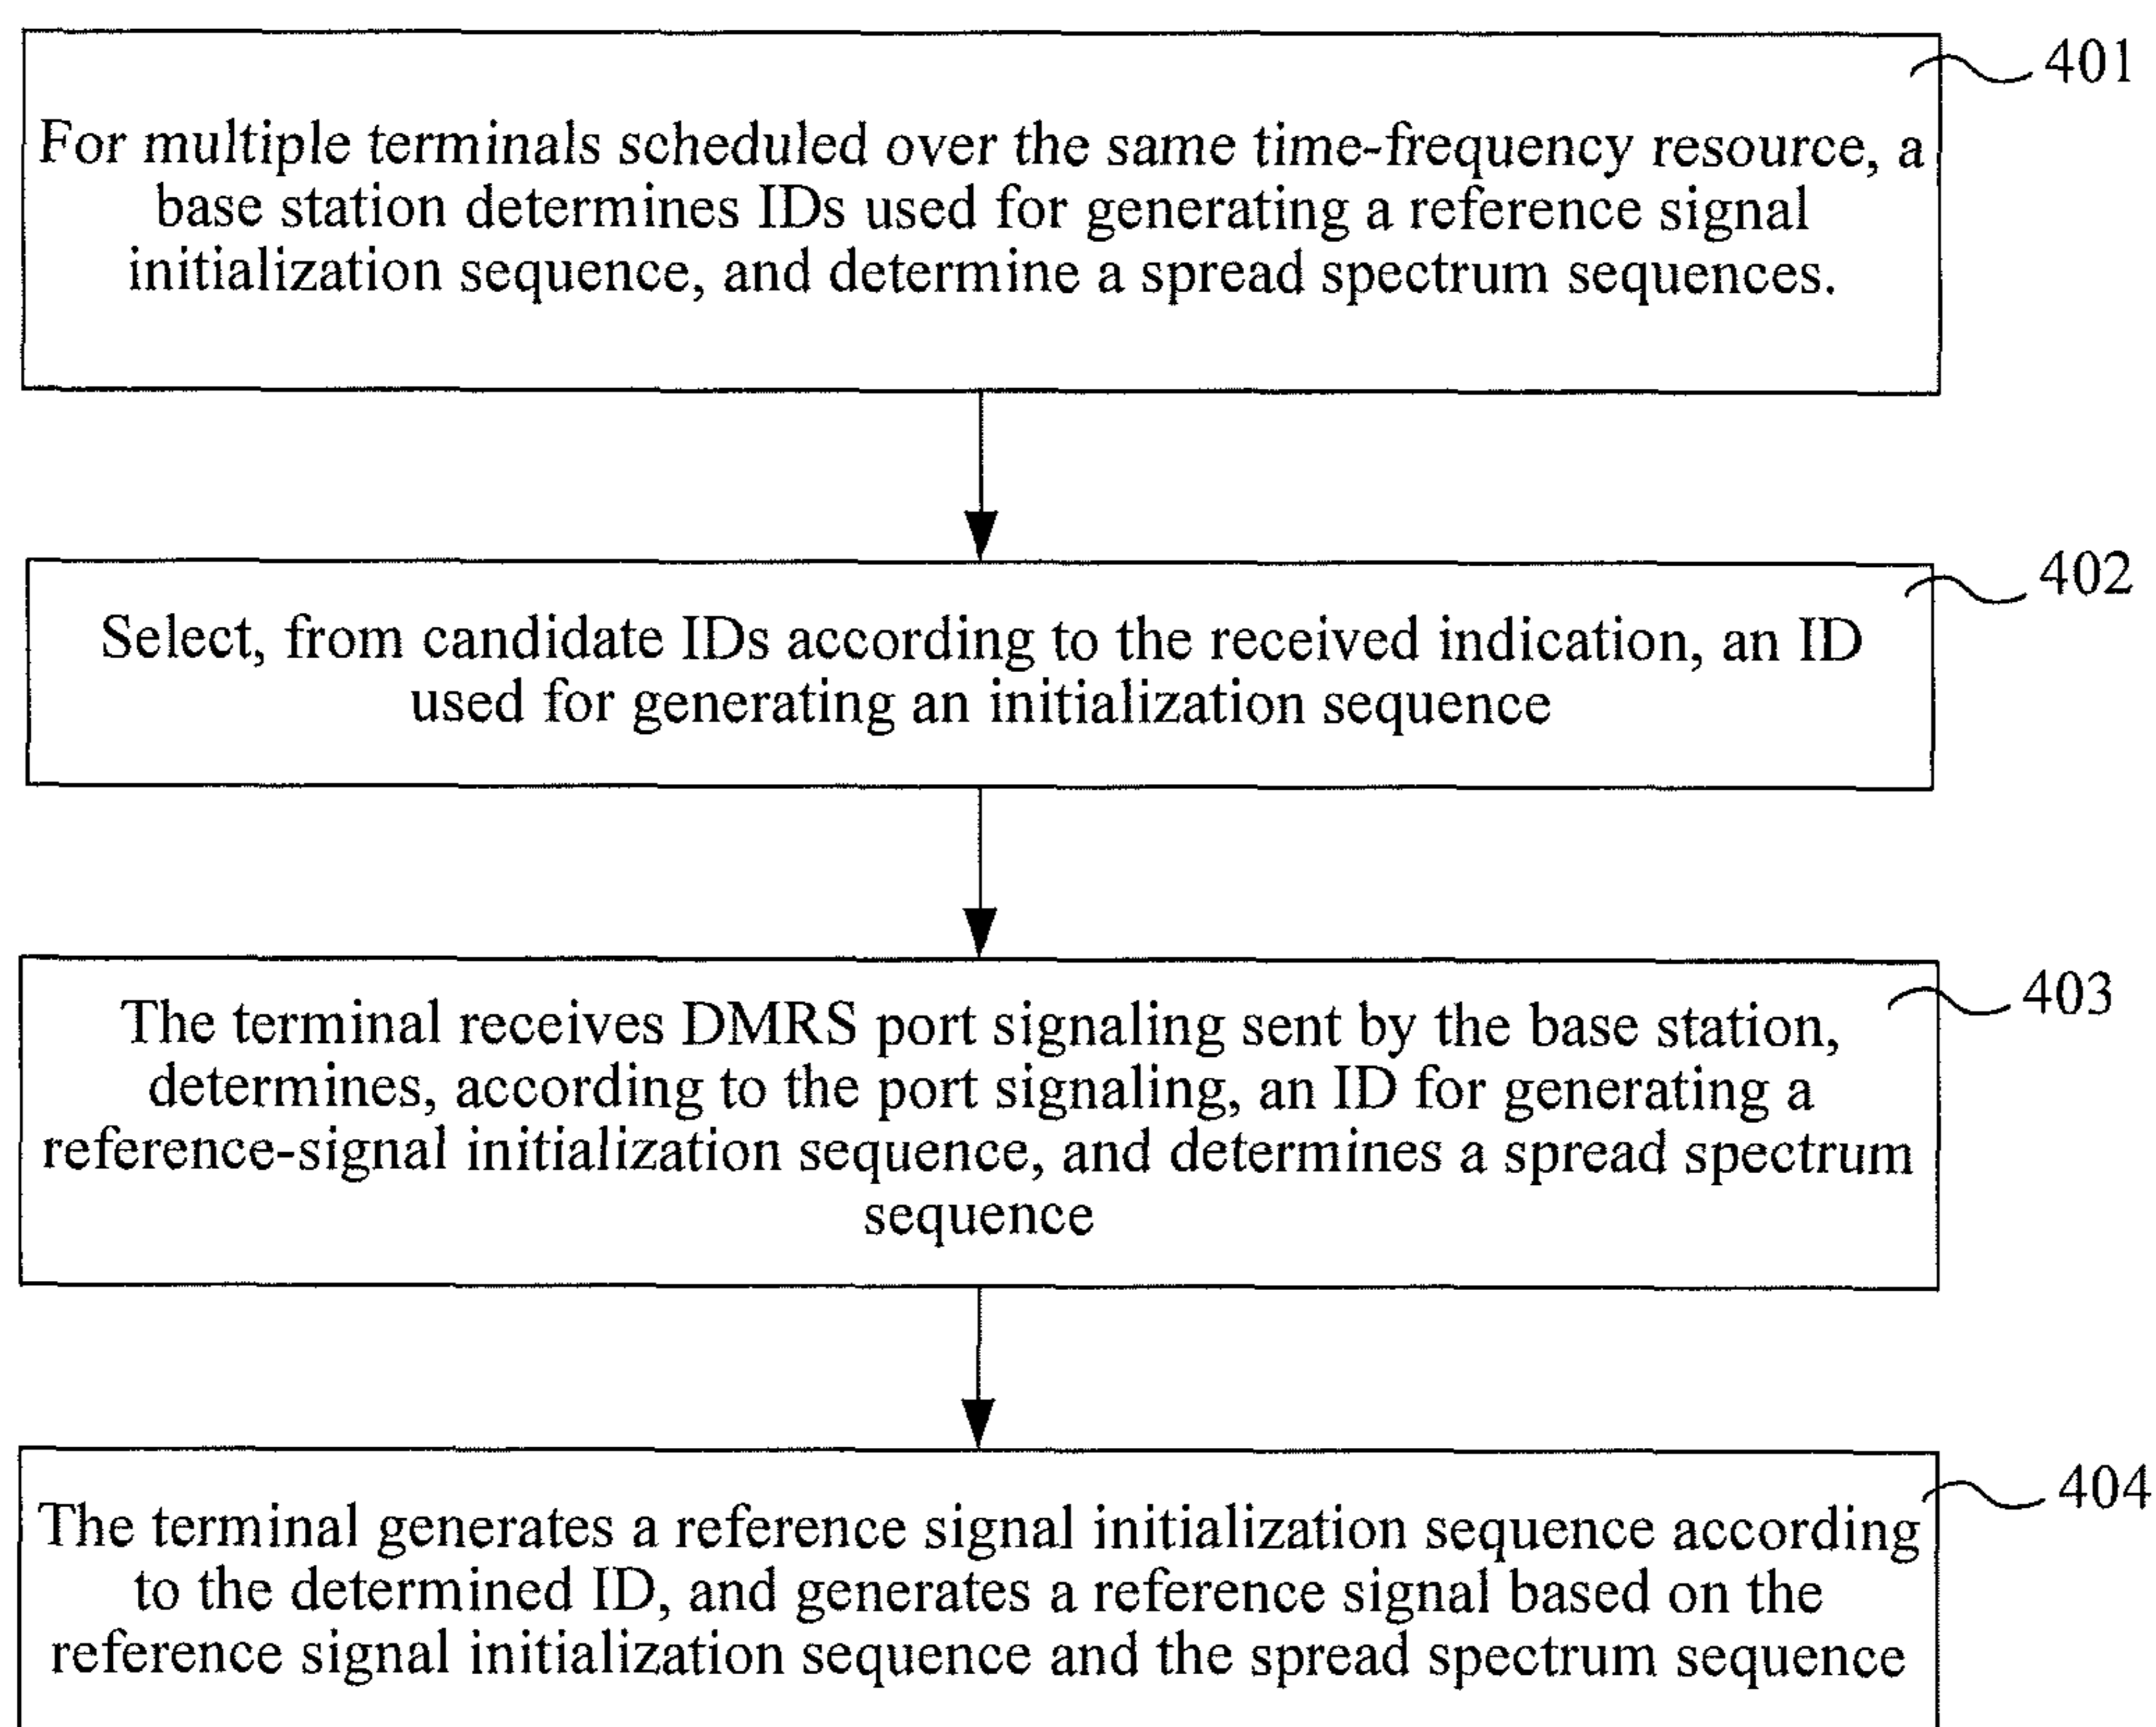 401
For multiple terminals scheduled over the same time-frequency resource, a
base station determines IDs used for generating a reference signal
initialization sequence, and determine a spread spectrum sequences.
402
Select, from candidate IDs according to the received indication, an ID
used for generating an initialization sequence
403
The terminal receives DMRS port signaling sent by the base station,
determines, according to the port signaling, an ID for generating a
reference-signal initialization sequence, and determines a spread spectrum
sequence
404
The terminal generates a reference signal initialization sequence according
to the determined ID, and generates a reference signal based on the
reference signal initialization sequence and the spread spectrum sequence